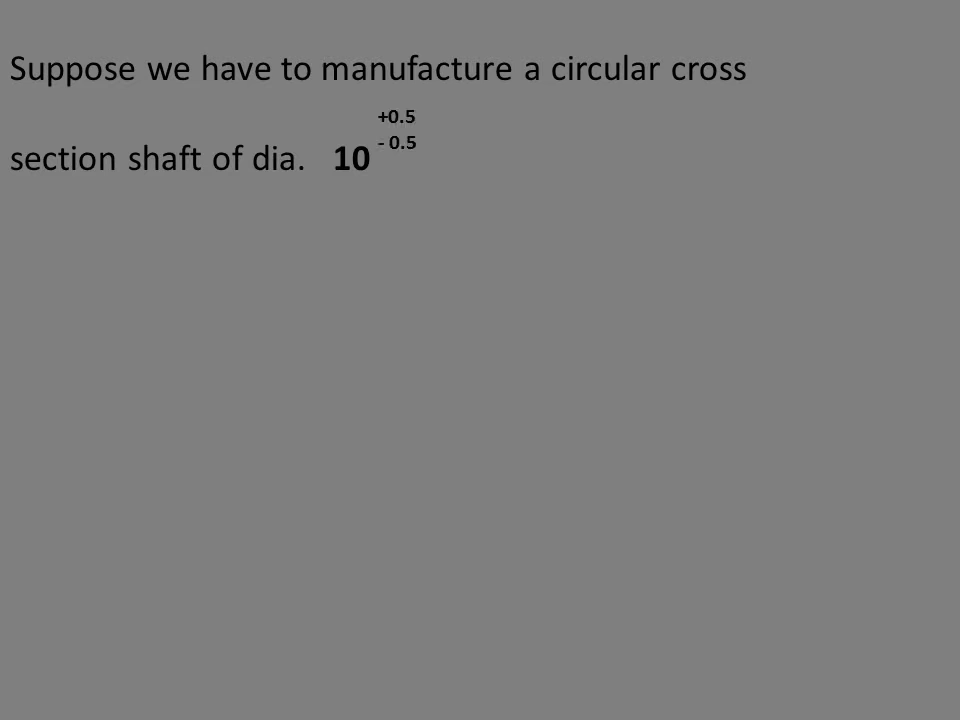 Suppose we have to manufacture a circular cross
+0.5
- 0.5
section shaft of dia. 10